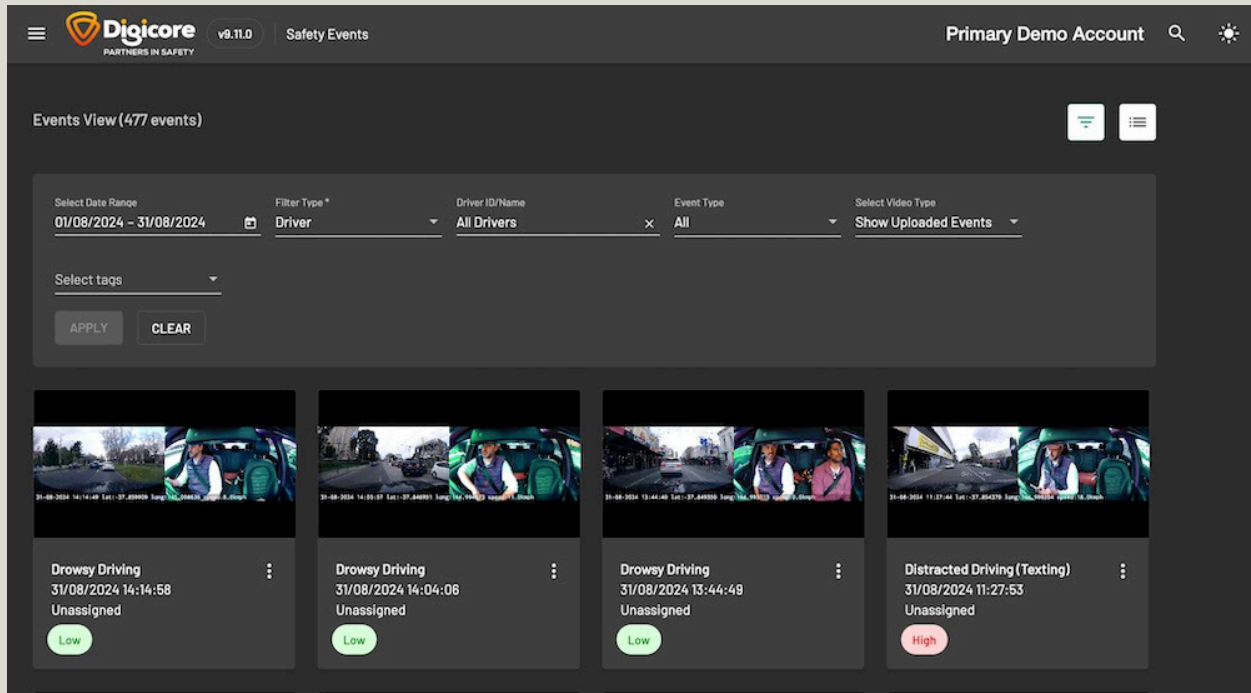 Digicore
PARTNERS IN SAFETY
v9.11.0
Safety Events
Primary Demo Account
Events View (477 events)
Select Date Range
01/08/2024 – 31/08/2024
Filter Type *
Driver
Driver ID/Name
All Drivers
Event Type
All
Select Video Type
Show Uploaded Events
Select tags
APPLY
CLEAR
Drowsy Driving
31/08/2024 14:14:58
Unassigned
Low
Drowsy Driving
31/08/2024 14:04:06
Unassigned
Low
Drowsy Driving
31/08/2024 13:44:49
Unassigned
Low
Distracted Driving (Texting)
31/08/2024 11:27:53
Unassigned
High